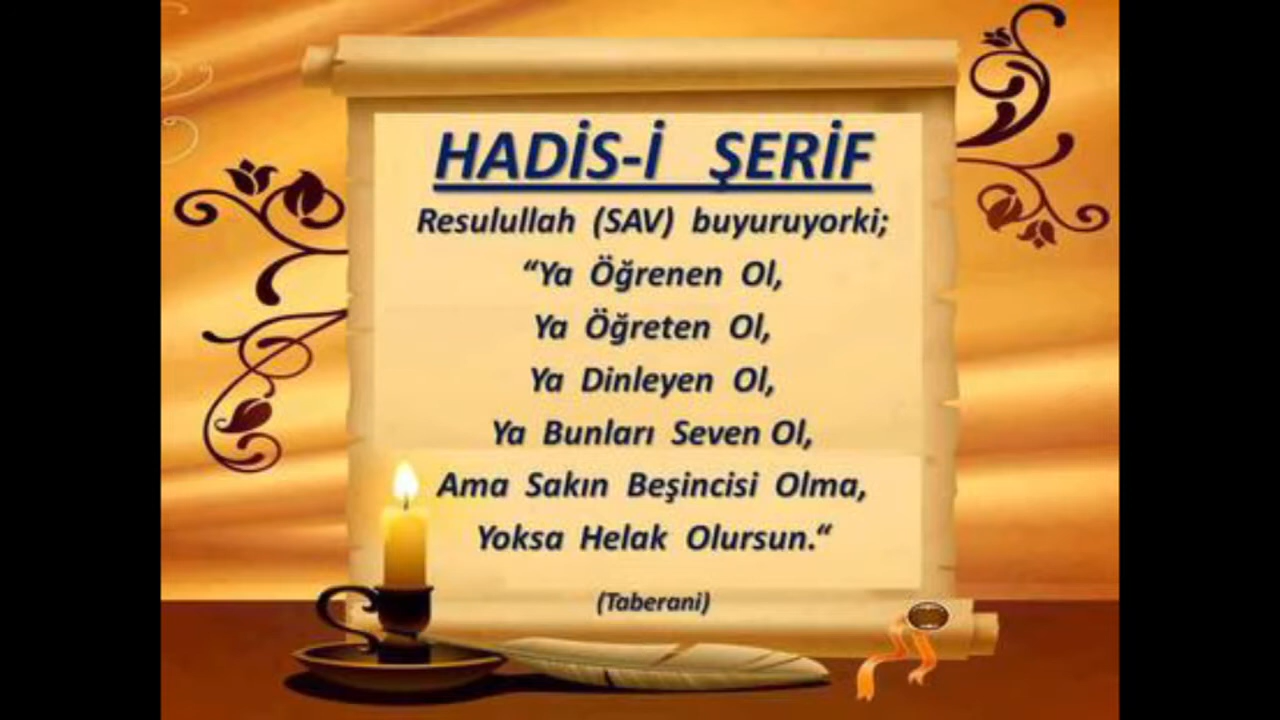 HADİS-İ ŞERİF
Resulullah (SAV) buyuruyorki;
“Ya Öğrenen Ol,
Ya Öğreten Ol,
Ya Dinleyen Ol,
Ya Bunları Seven Ol,
Ama Sakın Beşincisi Olma,
Yoksa Helak Olursun.“
(Taberani)